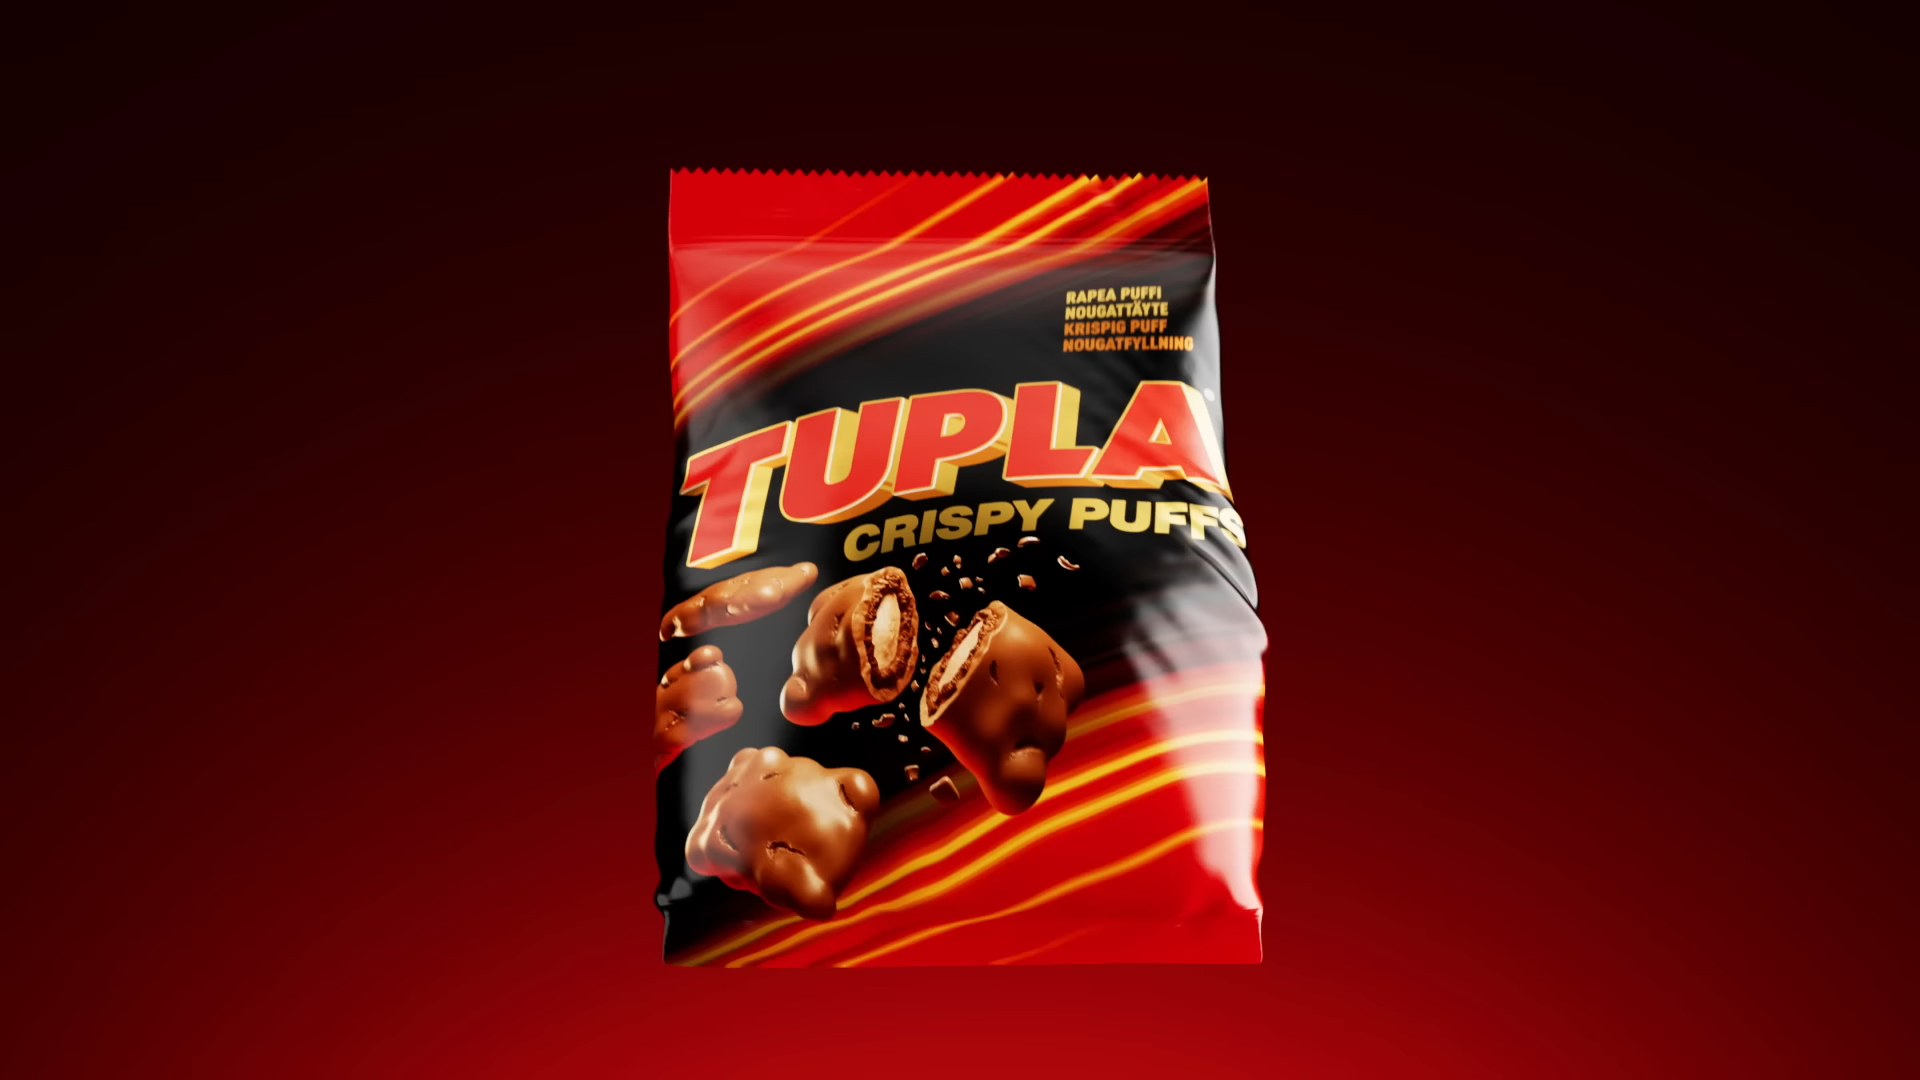 RAPEA PUFFI
NOUGATTÄYTE
KRISPIG PUFF
NOUGATFYLLNING
TUPLA
CRISPY PUFFS